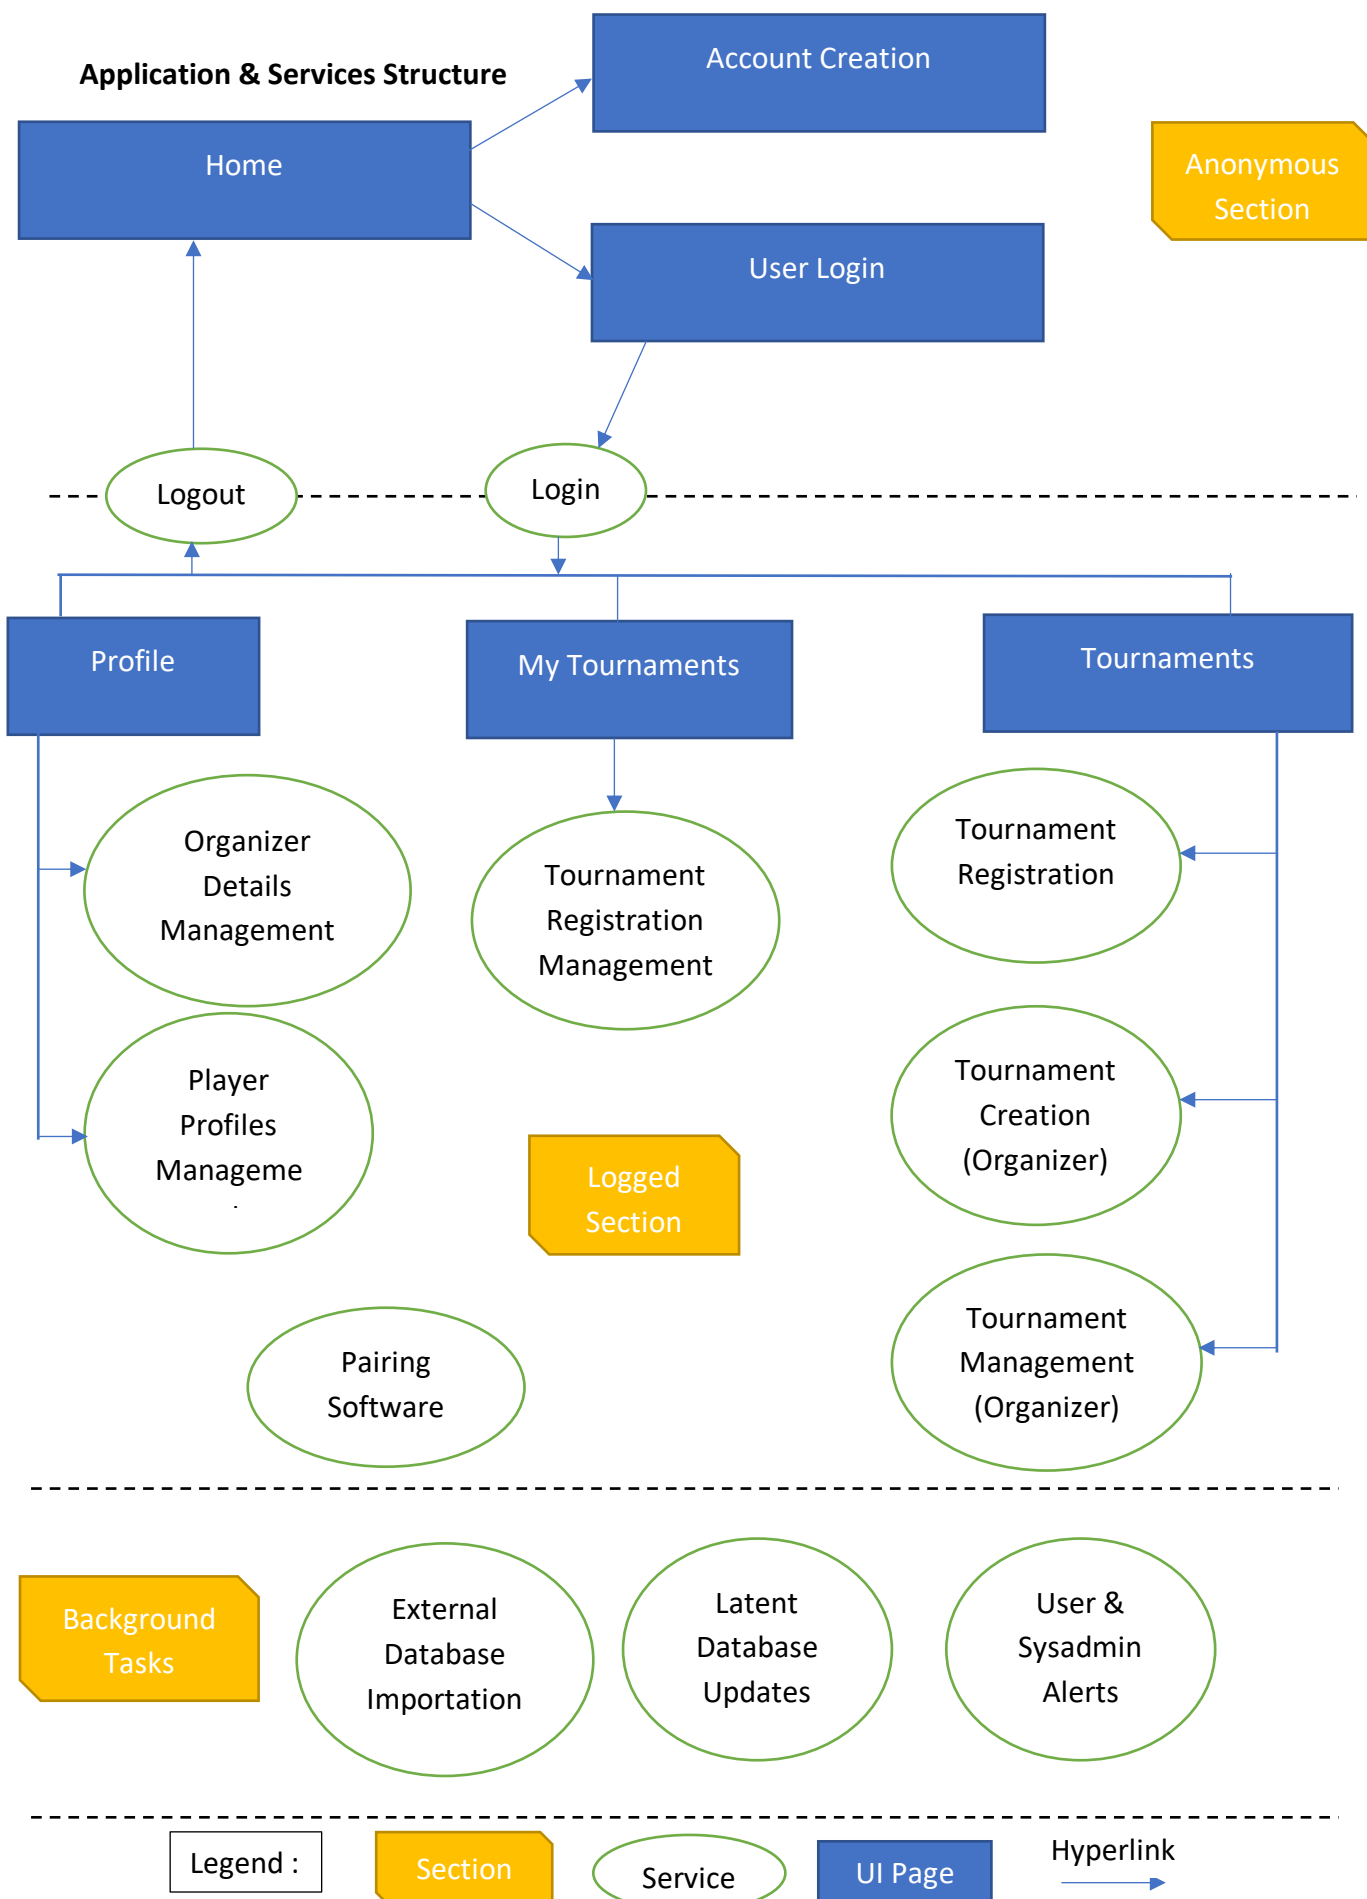 Application & Services Structure
Account Creation
Home
Anonymous
Section
User Login
Logout
Login
Profile
My Tournaments
Tournaments
Organizer
Details
Management
Tournament
Registration
Management
Tournament
Registration
Player
Profiles
Manageme
Tournament
Creation
(Organizer)
Logged
Section
Tournament
Management
(Organizer)
Pairing
Software
Background
Tasks
External
Database
Importation
Latent
Database
Updates
User &
Sysadmin
Alerts
Legend :
Section
Service
UI Page
Hyperlink